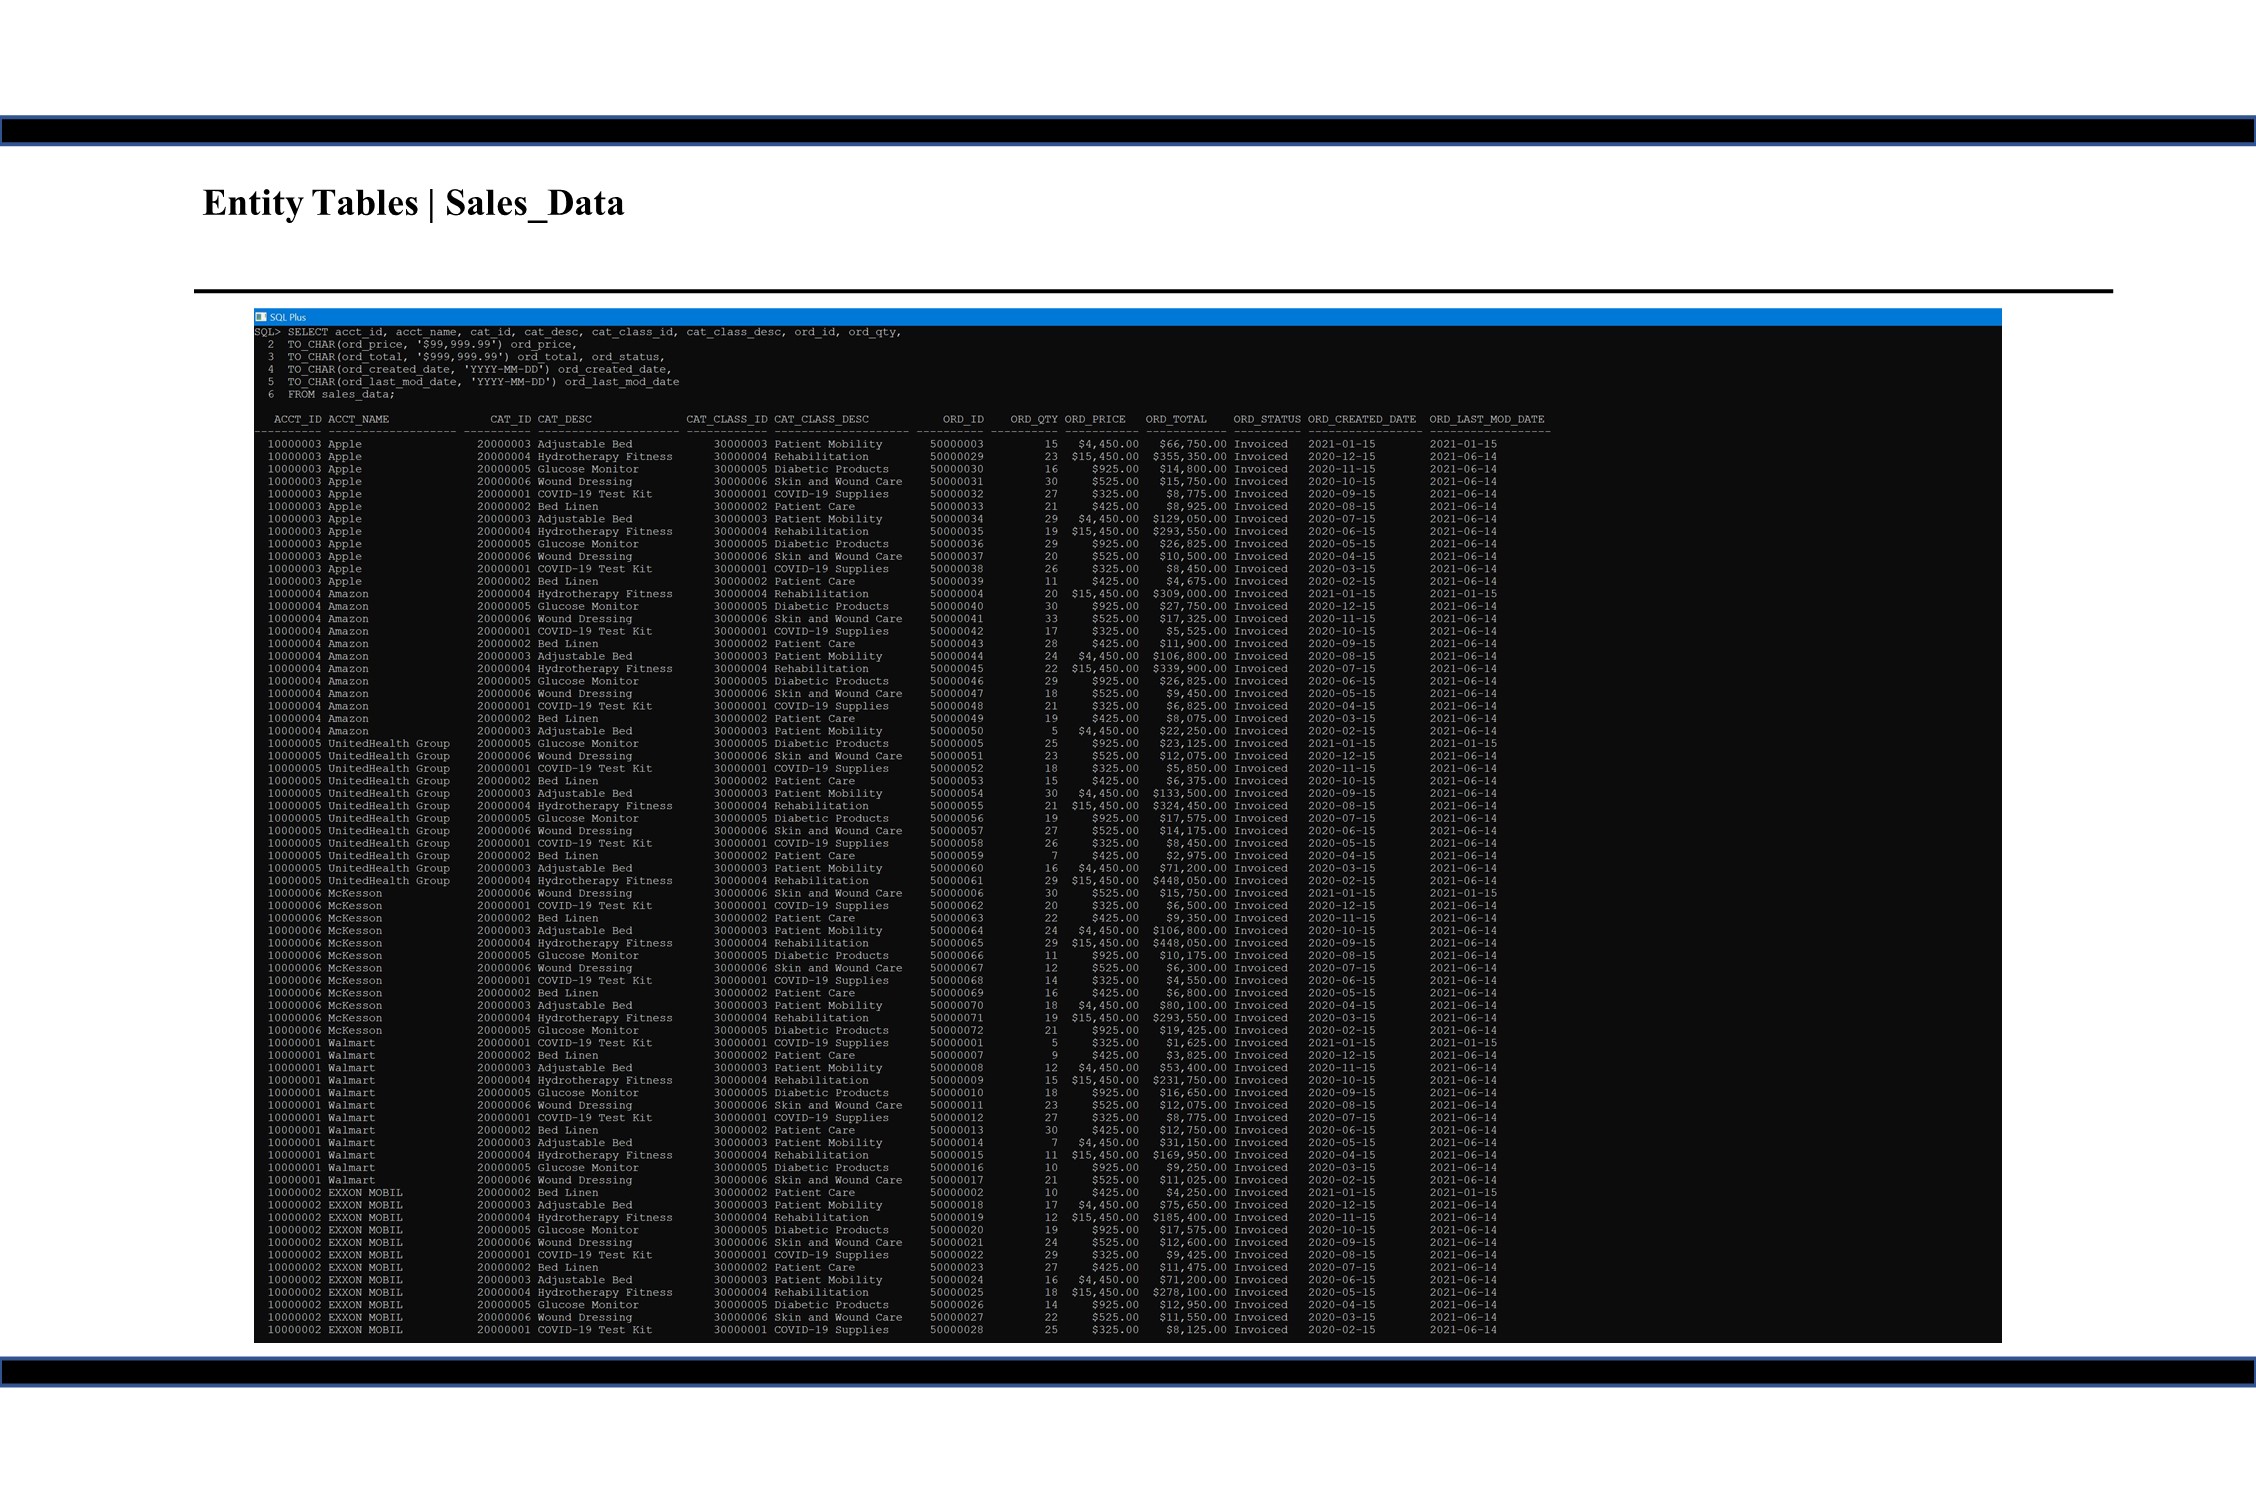 Entity Tables | Sales_Data
SQL Plus
SQL> SELECT acct_id, acct_name, cat_id, cat_desc, cat_class_id, cat_class_desc, ord_id, ord_qty,
2 TO_CHAR(ord_price, '$99,999.99') ord_price,
3 TO_CHAR(ord_total, '$999,999.99') ord_total, ord_status,
4 TO_CHAR(ord_created_date, 'YYYY-MM-DD') ord_created_date,
5 TO_CHAR(ord_last_mod_date, 'YYYY-MM-DD') ord_last_mod_date
6 FROM sales_data;
ACCT_ID ACCT_NAME CAT_ID CAT_DESC CAT_CLASS_ID CAT_CLASS_DESC ORD_ID ORD_QTY ORD_PRICE ORD_TOTAL ORD_STATUS ORD_CREATED_DATE ORD_LAST_MOD_DATE
10000003 Apple 20000003 Adjustable Bed 30000003 Patient Mobility 50000003 15 $4,450.00 $66,750.00 Invoiced 2021-01-15 2021-01-15
10000003 Apple 20000004 Hydrotherapy Fitness 30000004 Rehabilitation 50000029 23 $15,450.00 $355,350.00 Invoiced 2020-12-15 2021-06-14
10000003 Apple 20000005 Glucose Monitor 30000005 Diabetic Products 50000030 16 $925.00 $14,800.00 Invoiced 2020-11-15 2021-06-14
10000003 Apple 20000006 Wound Dressing 30000006 Skin and Wound Care 50000031 30 $525.00 $15,750.00 Invoiced 2020-10-15 2021-06-14
10000003 Apple 20000001 COVID-19 Test Kit 30000001 COVID-19 Supplies 50000032 27 $325.00 $8,775.00 Invoiced 2020-09-15 2021-06-14
10000003 Apple 20000002 Bed Linen 30000002 Patient Care 50000033 21 $425.00 $8,925.00 Invoiced 2020-08-15 2021-06-14
10000003 Apple 20000003 Adjustable Bed 30000003 Patient Mobility 50000034 29 $4,450.00 $129,050.00 Invoiced 2020-07-15 2021-06-14
10000003 Apple 20000004 Hydrotherapy Fitness 30000004 Rehabilitation 50000035 19 $15,450.00 $293,550.00 Invoiced 2020-06-15 2021-06-14
10000003 Apple 20000005 Glucose Monitor 30000005 Diabetic Products 50000036 29 $925.00 $26,825.00 Invoiced 2020-05-15 2021-06-14
10000003 Apple 20000006 Wound Dressing 30000006 Skin and Wound Care 50000037 20 $525.00 $10,500.00 Invoiced 2020-04-15 2021-06-14
10000003 Apple 20000001 COVID-19 Test Kit 30000001 COVID-19 Supplies 50000038 26 $325.00 $8,450.00 Invoiced 2020-03-15 2021-06-14
10000003 Apple 20000002 Bed Linen 30000002 Patient Care 50000039 11 $425.00 $4,675.00 Invoiced 2020-02-15 2021-06-14
10000004 Amazon 20000004 Hydrotherapy Fitness 30000004 Rehabilitation 50000004 20 $15,450.00 $309,000.00 Invoiced 2021-01-15 2021-01-15
10000004 Amazon 20000005 Glucose Monitor 30000005 Diabetic Products 50000040 30 $925.00 $27,750.00 Invoiced 2020-12-15 2021-06-14
10000004 Amazon 20000006 Wound Dressing 30000006 Skin and Wound Care 50000041 33 $525.00 $17,325.00 Invoiced 2020-11-15 2021-06-14
10000004 Amazon 20000001 COVID-19 Test Kit 30000001 COVID-19 Supplies 50000042 17 $325.00 $5,525.00 Invoiced 2020-10-15 2021-06-14
10000004 Amazon 20000002 Bed Linen 30000002 Patient Care 50000043 28 $425.00 $11,900.00 Invoiced 2020-09-15 2021-06-14
10000004 Amazon 20000003 Adjustable Bed 30000003 Patient Mobility 50000044 24 $4,450.00 $106,800.00 Invoiced 2020-08-15 2021-06-14
10000004 Amazon 20000004 Hydrotherapy Fitness 30000004 Rehabilitation 50000045 22 $15,450.00 $339,900.00 Invoiced 2020-07-15 2021-06-14
10000004 Amazon 20000005 Glucose Monitor 30000005 Diabetic Products 50000046 29 $925.00 $26,825.00 Invoiced 2020-06-15 2021-06-14
10000004 Amazon 20000006 Wound Dressing 30000006 Skin and Wound Care 50000047 18 $525.00 $9,450.00 Invoiced 2020-05-15 2021-06-14
10000004 Amazon 20000001 COVID-19 Test Kit 30000001 COVID-19 Supplies 50000048 21 $325.00 $6,825.00 Invoiced 2020-04-15 2021-06-14
10000004 Amazon 20000002 Bed Linen 30000002 Patient Care 50000049 19 $425.00 $8,075.00 Invoiced 2020-03-15 2021-06-14
10000004 Amazon 20000003 Adjustable Bed 30000003 Patient Mobility 50000050 5 $4,450.00 $22,250.00 Invoiced 2020-02-15 2021-06-14
10000005 UnitedHealth Group 20000005 Glucose Monitor 30000005 Diabetic Products 50000005 25 $925.00 $23,125.00 Invoiced 2021-01-15 2021-01-15
10000005 UnitedHealth Group 20000006 Wound Dressing 30000006 Skin and Wound Care 50000051 23 $525.00 $12,075.00 Invoiced 2020-12-15 2021-06-14
10000005 UnitedHealth Group 20000001 COVID-19 Test Kit 30000001 COVID-19 Supplies 50000052 18 $325.00 $5,850.00 Invoiced 2020-11-15 2021-06-14
10000005 UnitedHealth Group 20000002 Bed Linen 30000002 Patient Care 50000053 15 $425.00 $6,375.00 Invoiced 2020-10-15 2021-06-14
10000005 UnitedHealth Group 20000003 Adjustable Bed 30000003 Patient Mobility 50000054 30 $4,450.00 $133,500.00 Invoiced 2020-09-15 2021-06-14
10000005 UnitedHealth Group 20000004 Hydrotherapy Fitness 30000004 Rehabilitation 50000055 21 $15,450.00 $324,450.00 Invoiced 2020-08-15 2021-06-14
10000005 UnitedHealth Group 20000005 Glucose Monitor 30000005 Diabetic Products 50000056 19 $925.00 $17,575.00 Invoiced 2020-07-15 2021-06-14
10000005 UnitedHealth Group 20000006 Wound Dressing 30000006 Skin and Wound Care 50000057 27 $525.00 $14,175.00 Invoiced 2020-06-15 2021-06-14
10000005 UnitedHealth Group 20000001 COVID-19 Test Kit 30000001 COVID-19 Supplies 50000058 26 $325.00 $8,450.00 Invoiced 2020-05-15 2021-06-14
10000005 UnitedHealth Group 20000002 Bed Linen 30000002 Patient Care 50000059 7 $425.00 $2,975.00 Invoiced 2020-04-15 2021-06-14
10000005 UnitedHealth Group 20000003 Adjustable Bed 30000003 Patient Mobility 50000060 16 $4,450.00 $71,200.00 Invoiced 2020-03-15 2021-06-14
10000005 UnitedHealth Group 20000004 Hydrotherapy Fitness 30000004 Rehabilitation 50000061 29 $15,450.00 $448,050.00 Invoiced 2020-02-15 2021-06-14
10000006 McKesson 20000006 Wound Dressing 30000006 Skin and Wound Care 50000006 30 $525.00 $15,750.00 Invoiced 2021-01-15 2021-01-15
10000006 McKesson 20000001 COVID-19 Test Kit 30000001 COVID-19 Supplies 50000062 20 $325.00 $6,500.00 Invoiced 2020-12-15 2021-06-14
10000006 McKesson 20000002 Bed Linen 30000002 Patient Care 50000063 22 $425.00 $9,350.00 Invoiced 2020-11-15 2021-06-14
10000006 McKesson 20000003 Adjustable Bed 30000003 Patient Mobility 50000064 24 $4,450.00 $106,800.00 Invoiced 2020-10-15 2021-06-14
10000006 McKesson 20000004 Hydrotherapy Fitness 30000004 Rehabilitation 50000065 29 $15,450.00 $448,050.00 Invoiced 2020-09-15 2021-06-14
10000006 McKesson 20000005 Glucose Monitor 30000005 Diabetic Products 50000066 11 $925.00 $10,175.00 Invoiced 2020-08-15 2021-06-14
10000006 McKesson 20000006 Wound Dressing 30000006 Skin and Wound Care 50000067 12 $525.00 $6,300.00 Invoiced 2020-07-15 2021-06-14
10000006 McKesson 20000001 COVID-19 Test Kit 30000001 COVID-19 Supplies 50000068 14 $325.00 $4,550.00 Invoiced 2020-06-15 2021-06-14
10000006 McKesson 20000002 Bed Linen 30000002 Patient Care 50000069 16 $425.00 $6,800.00 Invoiced 2020-05-15 2021-06-14
10000006 McKesson 20000003 Adjustable Bed 30000003 Patient Mobility 50000070 18 $4,450.00 $80,100.00 Invoiced 2020-04-15 2021-06-14
10000006 McKesson 20000004 Hydrotherapy Fitness 30000004 Rehabilitation 50000071 19 $15,450.00 $293,550.00 Invoiced 2020-03-15 2021-06-14
10000006 McKesson 20000005 Glucose Monitor 30000005 Diabetic Products 50000072 21 $925.00 $19,425.00 Invoiced 2020-02-15 2021-06-14
10000001 Walmart 20000001 COVID-19 Test Kit 30000001 COVID-19 Supplies 50000001 5 $325.00 $1,625.00 Invoiced 2021-01-15 2021-01-15
10000001 Walmart 20000002 Bed Linen 30000002 Patient Care 50000007 9 $425.00 $3,825.00 Invoiced 2020-12-15 2021-06-14
10000001 Walmart 20000003 Adjustable Bed 30000003 Patient Mobility 50000008 12 $4,450.00 $53,400.00 Invoiced 2020-11-15 2021-06-14
10000001 Walmart 20000004 Hydrotherapy Fitness 30000004 Rehabilitation 50000009 15 $15,450.00 $231,750.00 Invoiced 2020-10-15 2021-06-14
10000001 Walmart 20000005 Glucose Monitor 30000005 Diabetic Products 50000010 18 $925.00 $16,650.00 Invoiced 2020-09-15 2021-06-14
10000001 Walmart 20000006 Wound Dressing 30000006 Skin and Wound Care 50000011 23 $525.00 $12,075.00 Invoiced 2020-08-15 2021-06-14
10000001 Walmart 20000001 COVID-19 Test Kit 30000001 COVID-19 Supplies 50000012 27 $325.00 $8,775.00 Invoiced 2020-07-15 2021-06-14
10000001 Walmart 20000002 Bed Linen 30000002 Patient Care 50000013 30 $425.00 $12,750.00 Invoiced 2020-06-15 2021-06-14
10000001 Walmart 20000003 Adjustable Bed 30000003 Patient Mobility 50000014 7 $4,450.00 $31,150.00 Invoiced 2020-05-15 2021-06-14
10000001 Walmart 20000004 Hydrotherapy Fitness 30000004 Rehabilitation 50000015 11 $15,450.00 $169,950.00 Invoiced 2020-04-15 2021-06-14
10000001 Walmart 20000005 Glucose Monitor 30000005 Diabetic Products 50000016 10 $925.00 $9,250.00 Invoiced 2020-03-15 2021-06-14
10000001 Walmart 20000006 Wound Dressing 30000006 Skin and Wound Care 50000017 21 $525.00 $11,025.00 Invoiced 2020-02-15 2021-06-14
10000002 EXXON MOBIL 20000002 Bed Linen 30000002 Patient Care 50000002 10 $425.00 $4,250.00 Invoiced 2021-01-15 2021-01-15
10000002 EXXON MOBIL 20000003 Adjustable Bed 30000003 Patient Mobility 50000018 17 $4,450.00 $75,650.00 Invoiced 2020-12-15 2021-06-14
10000002 EXXON MOBIL 20000004 Hydrotherapy Fitness 30000004 Rehabilitation 50000019 12 $15,450.00 $185,400.00 Invoiced 2020-11-15 2021-06-14
10000002 EXXON MOBIL 20000005 Glucose Monitor 30000005 Diabetic Products 50000020 19 $925.00 $17,575.00 Invoiced 2020-10-15 2021-06-14
10000002 EXXON MOBIL 20000006 Wound Dressing 30000006 Skin and Wound Care 50000021 24 $525.00 $12,600.00 Invoiced 2020-09-15 2021-06-14
10000002 EXXON MOBIL 20000001 COVID-19 Test Kit 30000001 COVID-19 Supplies 50000022 29 $325.00 $9,425.00 Invoiced 2020-08-15 2021-06-14
10000002 EXXON MOBIL 20000002 Bed Linen 30000002 Patient Care 50000023 27 $425.00 $11,475.00 Invoiced 2020-07-15 2021-06-14
10000002 EXXON MOBIL 20000003 Adjustable Bed 30000003 Patient Mobility 50000024 16 $4,450.00 $71,200.00 Invoiced 2020-06-15 2021-06-14
10000002 EXXON MOBIL 20000004 Hydrotherapy Fitness 30000004 Rehabilitation 50000025 18 $15,450.00 $278,100.00 Invoiced 2020-05-15 2021-06-14
10000002 EXXON MOBIL 20000005 Glucose Monitor 30000005 Diabetic Products 50000026 14 $925.00 $12,950.00 Invoiced 2020-04-15 2021-06-14
10000002 EXXON MOBIL 20000006 Wound Dressing 30000006 Skin and Wound Care 50000027 22 $525.00 $11,550.00 Invoiced 2020-03-15 2021-06-14
10000002 EXXON MOBIL 20000001 COVID-19 Test Kit 30000001 COVID-19 Supplies 50000028 25 $325.00 $8,125.00 Invoiced 2020-02-15 2021-06-14